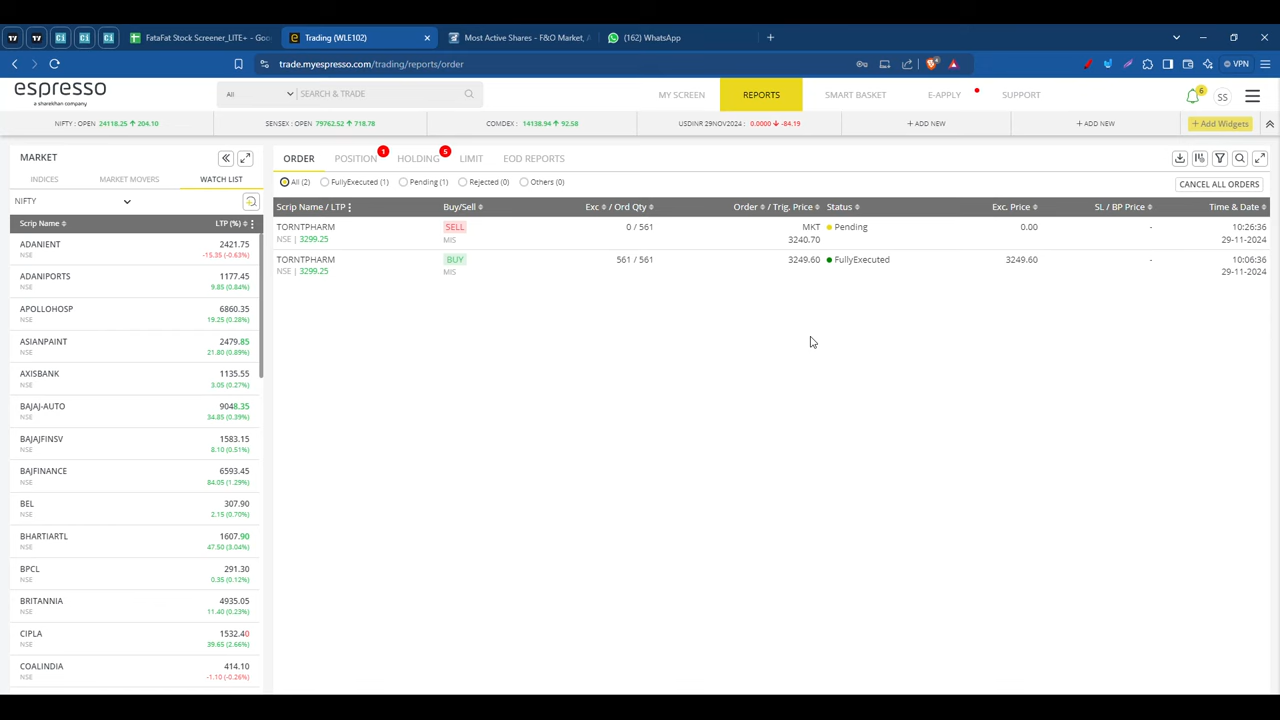 FataFat Stock Screener_LITE+ - Goo
Trading (WLE102)
Most Active Shares - F&O Market,
(162) WhatsApp
trade.myespresso.com/trading/reports/order
VPN
espresso
a sharekhan company
All
SEARCH & TRADE
MY SCREEN
REPORTS
SMART BASKET
E-APPLY
SUPPORT
6
SS
NIFTY : OPEN 24118.25 ↑ 204.10
SENSEX : OPEN 79762.52 ↑ 718.78
COMDEX : 14138.94 ↑ 92.58
USDINR 29NOV2024 : 0.0000 ↓ -84.19
+ ADD NEW
+ ADD NEW
+ Add Widgets
MARKET
INDICES
MARKET MOVERS
WATCH LIST
NIFTY
Scrip Name LTP (%)
ADANIENT 2421.75
NSE -15.35 (-0.63%)
ADANIPORTS 1177.45
NSE 9.85 (0.84%)
APOLLOHOSP 6860.35
NSE 19.25 (0.28%)
ASIANPAINT 2479.85
NSE 21.80 (0.89%)
AXISBANK 1135.55
NSE 3.05 (0.27%)
BAJAJ-AUTO 9048.35
NSE 34.85 (0.39%)
BAJAJFINSV 1583.15
NSE 8.10 (0.51%)
BAJFINANCE 6593.45
NSE 84.05 (1.29%)
BEL 307.90
NSE 2.15 (0.70%)
BHARTIARTL 1607.90
NSE 47.50 (3.04%)
BPCL 291.30
NSE 0.35 (0.12%)
BRITANNIA 4935.05
NSE 11.40 (0.23%)
CIPLA 1532.40
NSE 39.65 (2.66%)
COALINDIA 414.10
NSE -1.10 (-0.26%)
ORDER
POSITION 1
HOLDING 5
LIMIT
EOD REPORTS
All (2)
FullyExecuted (1)
Pending (1)
Rejected (0)
Others (0)
CANCEL ALL ORDERS
Scrip Name / LTP Buy/Sell Exc / Ord Qty Order / Trig. Price Status Exc. Price SL / BP Price Time & Date
TORNTPHARM SELL 0 / 561 MKT Pending 0.00 - 10:26:36
NSE | 3299.25 MIS 3240.70 29-11-2024
TORNTPHARM BUY 561 / 561 3249.60 FullyExecuted 3249.60 - 10:06:36
NSE | 3299.25 MIS 29-11-2024